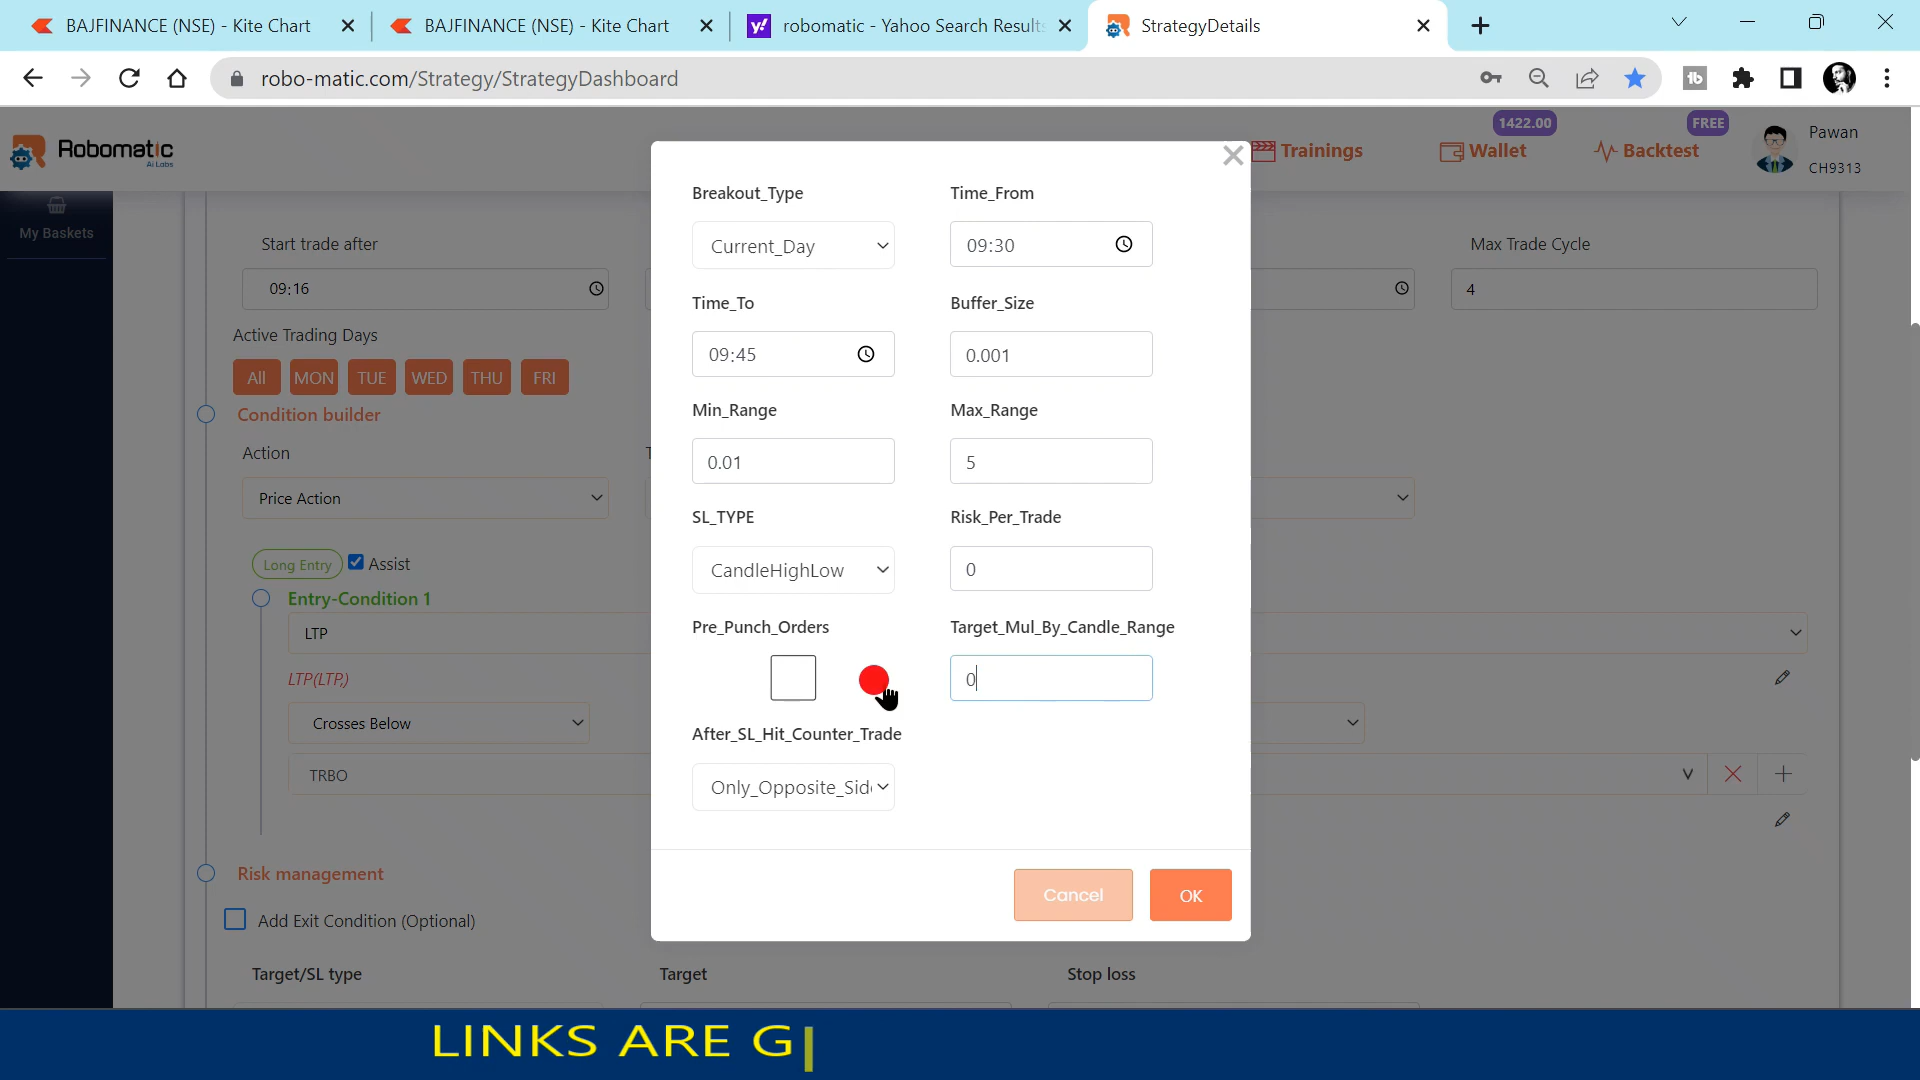 BAJFINANCE (NSE) - Kite Chart
BAJFINANCE (NSE) - Kite Chart
robomatic - Yahoo Search Results
StrategyDetails
robo-matic.com/Strategy/StrategyDashboard
Robomatic
Ai Labs
Trainings
1422.00
Wallet
FREE
Backtest
Pawan
CH9313
My Baskets
Start trade after
Max Trade Cycle
09:16
4
Active Trading Days
All MON TUE WED THU FRI
Condition builder
Action
Price Action
Long Entry Assist
Entry-Condition 1
LTP
LTP(LTP,)
Crosses Below
TRBO
Risk management
Add Exit Condition (Optional)
Target/SL type
Target
Stop loss
Breakout_Type
Time_From
Current_Day
09:30
Time_To
Buffer_Size
09:45
0.001
Min_Range
Max_Range
0.01
5
SL_TYPE
Risk_Per_Trade
CandleHighLow
0
Pre_Punch_Orders
Target_Mul_By_Candle_Range
0
After_SL_Hit_Counter_Trade
Only_Opposite_Sid
Cancel
OK
LINKS ARE G